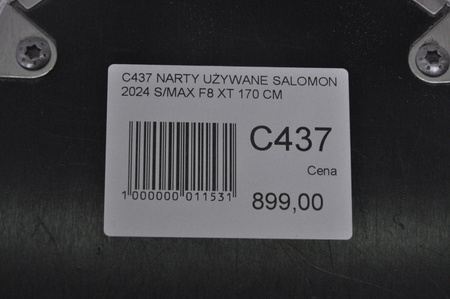 C437 NARTY UŻYWANE SALOMON
2024 S/MAX F8 XT 170 CM
C437
Cena
1 000000 011531
899,00